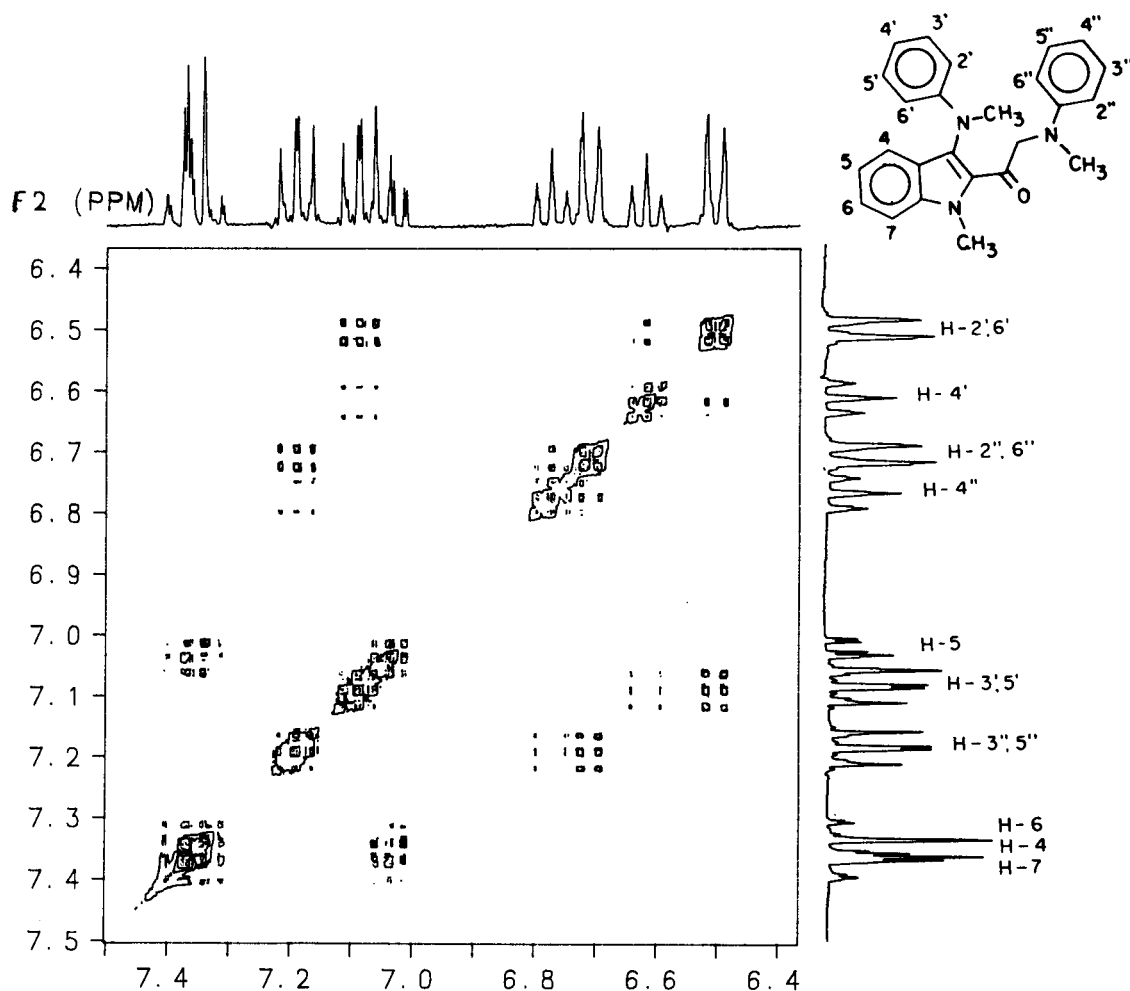 4' 3' 5'' 4''
5' 2' 6'' 3''
6' N-CH3 N 2''
4 CH3
5 O
6 N
7 CH3
F2 (PPM)
6.4
6.5 H-2',6'
6.6 H-4'
6.7 H-2'',6''
6.8 H-4''
6.9
7.0 H-5
7.1 H-3',5'
7.2 H-3'',5''
7.3 H-6
H-4
7.4 H-7
7.5
7.4 7.2 7.0 6.8 6.6 6.4